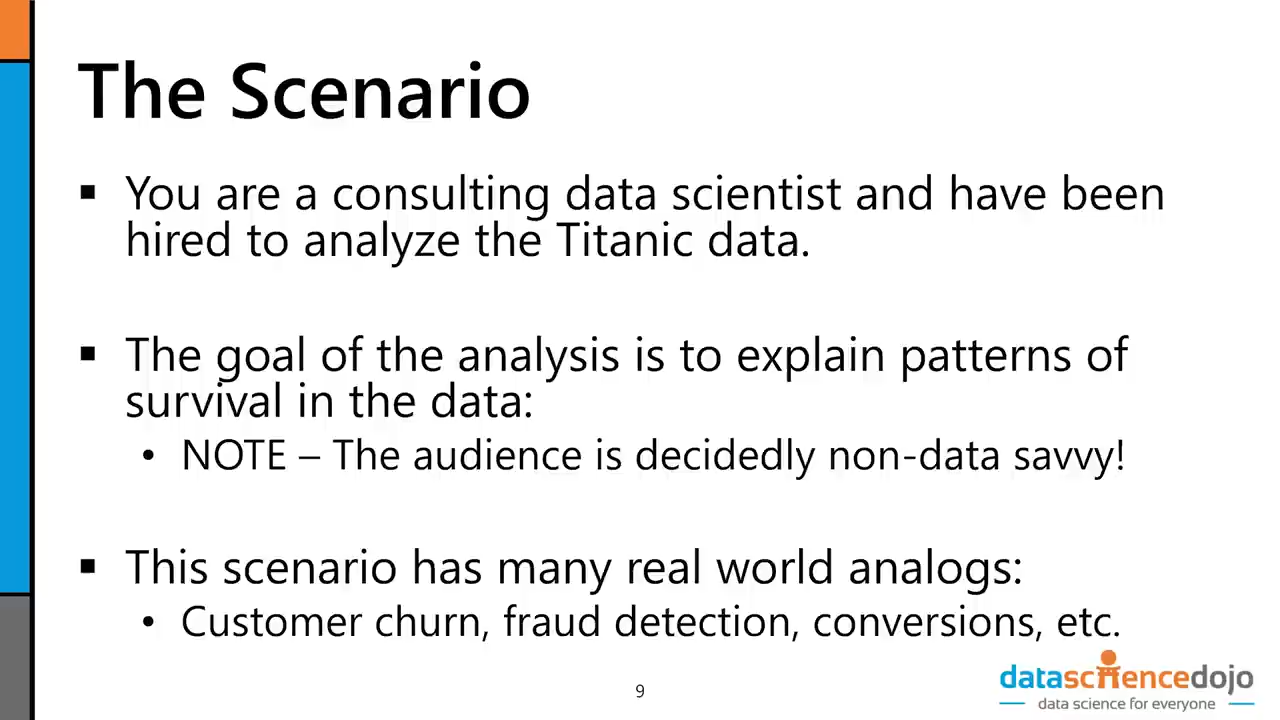 The Scenario
▪ You are a consulting data scientist and have been
hired to analyze the Titanic data.
▪ The goal of the analysis is to explain patterns of
survival in the data:
• NOTE – The audience is decidedly non-data savvy!
▪ This scenario has many real world analogs:
• Customer churn, fraud detection, conversions, etc.
9
datasciencedojo
data science for everyone